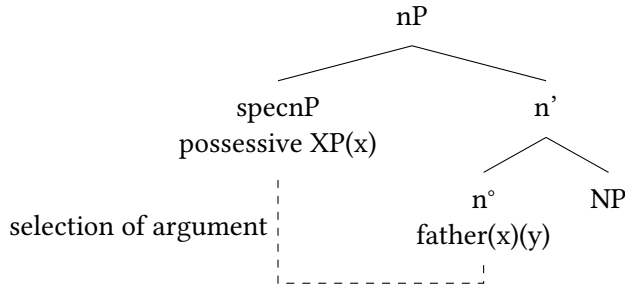 nP
specnP
possessive XP(x)
n’
n°
father(x)(y)
NP
selection of argument